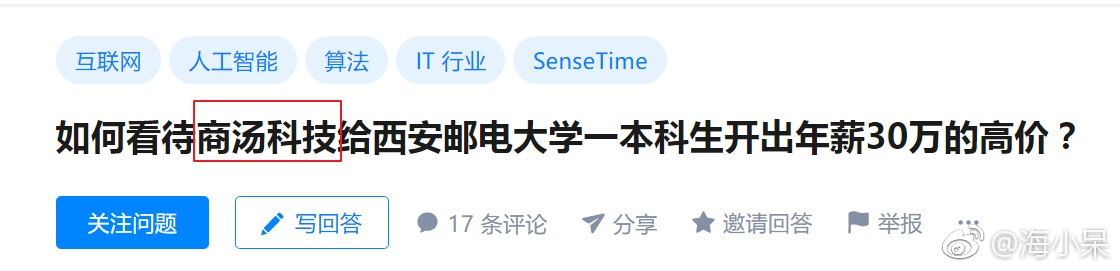 互联网 人工智能 算法 IT 行业 SenseTime
如何看待商汤科技给西安邮电大学一本科生开出年薪30万的高价？
关注问题 写回答 17 条评论 分享 邀请回答 举报 ...
@海小呆